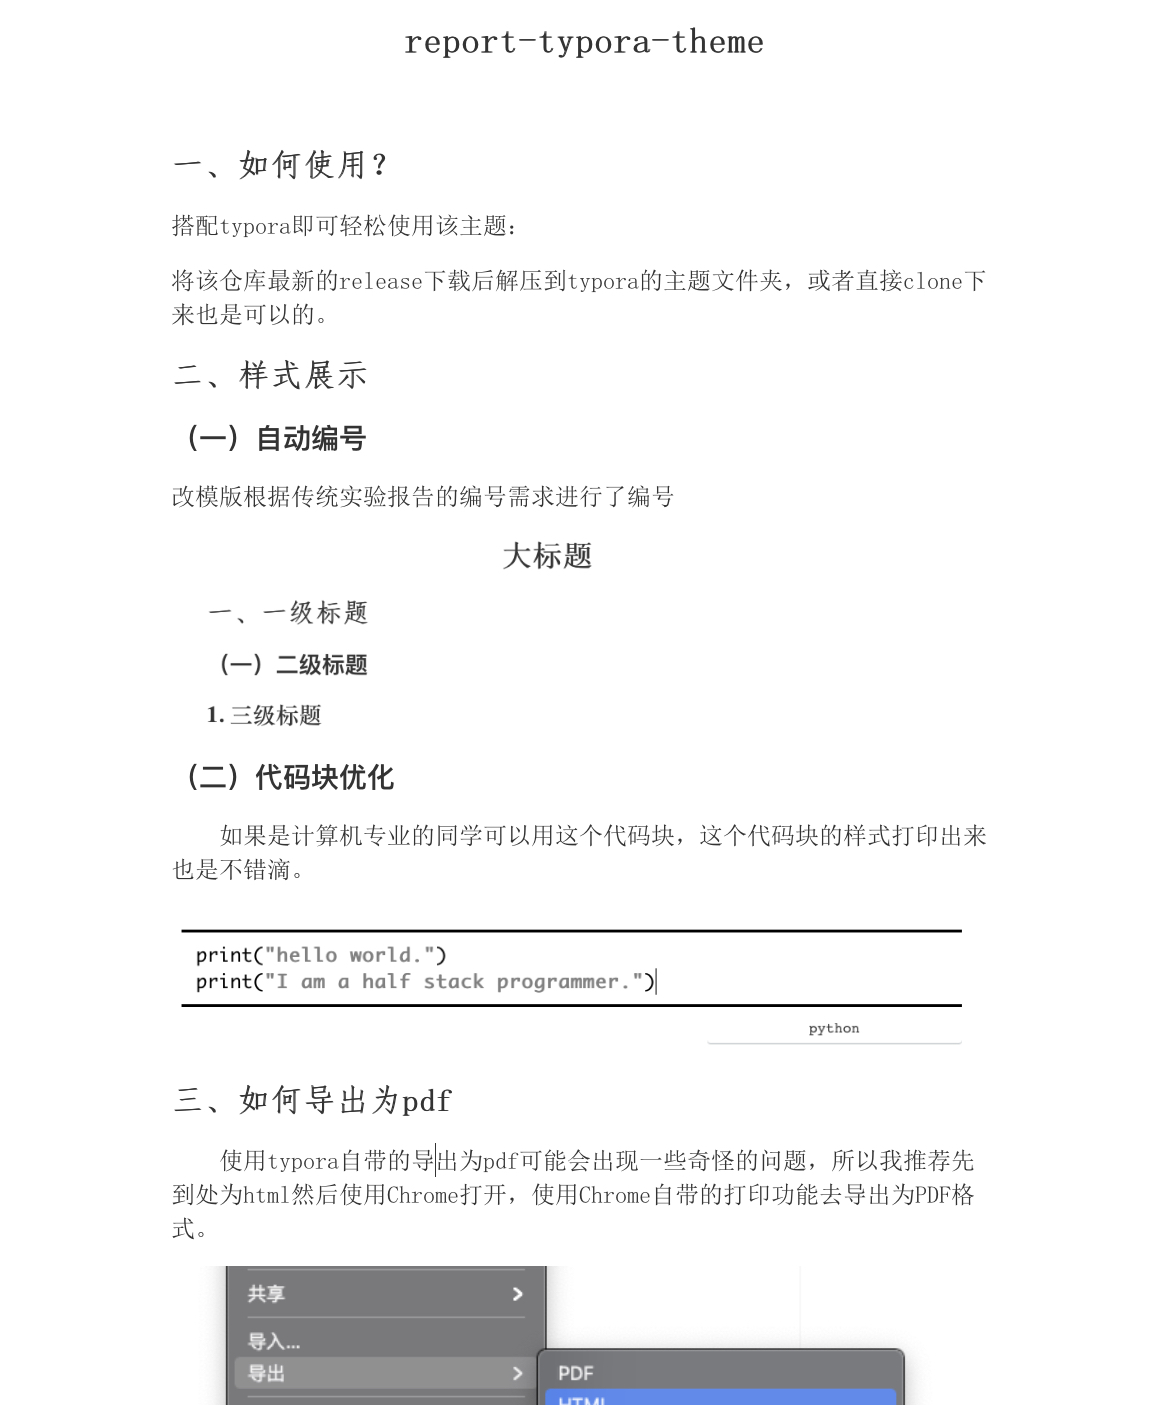 report-typora-theme
一、如何使用？
搭配typora即可轻松使用该主题：
将该仓库最新的release下载后解压到typora的主题文件夹，或者直接clone下
来也是可以的。
二、样式展示
（一）自动编号
改模版根据传统实验报告的编号需求进行了编号
大标题
一、一级标题
（一）二级标题
1. 三级标题
（二）代码块优化
如果是计算机专业的同学可以用这个代码块，这个代码块的样式打印出来
也是不错滴。
print("hello world.")
print("I am a half stack programmer.")
python
三、如何导出为pdf
使用typora自带的导出为pdf可能会出现一些奇怪的问题，所以我推荐先
到处为html然后使用Chrome打开，使用Chrome自带的打印功能去导出为PDF格
式。
共享
导入...
导出
PDF
HTML